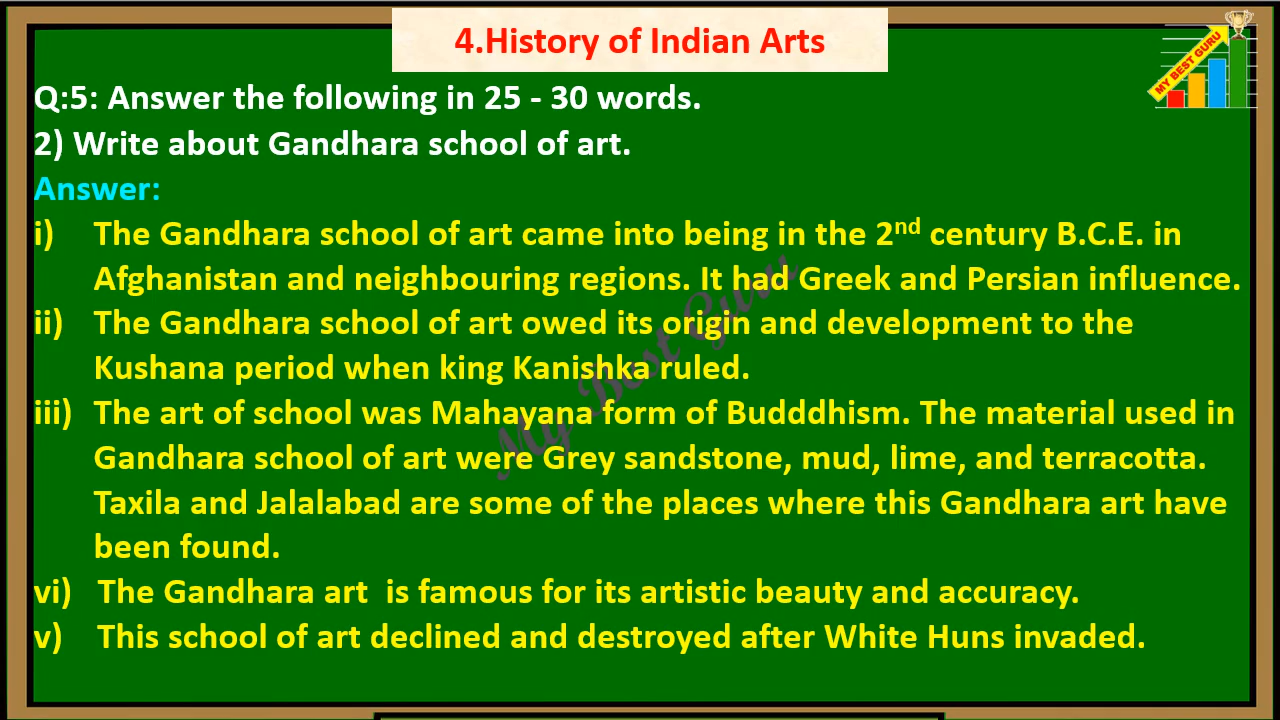 4.History of Indian Arts
MY BEST GURU
Q:5: Answer the following in 25 - 30 words.
2) Write about Gandhara school of art.
Answer:
i) The Gandhara school of art came into being in the 2nd century B.C.E. in
Afghanistan and neighbouring regions. It had Greek and Persian influence.
ii) The Gandhara school of art owed its origin and development to the
Kushana period when king Kanishka ruled.
iii) The art of school was Mahayana form of Budddhism. The material used in
Gandhara school of art were Grey sandstone, mud, lime, and terracotta.
Taxila and Jalalabad are some of the places where this Gandhara art have
been found.
vi) The Gandhara art is famous for its artistic beauty and accuracy.
v) This school of art declined and destroyed after White Huns invaded.
My Best Guru